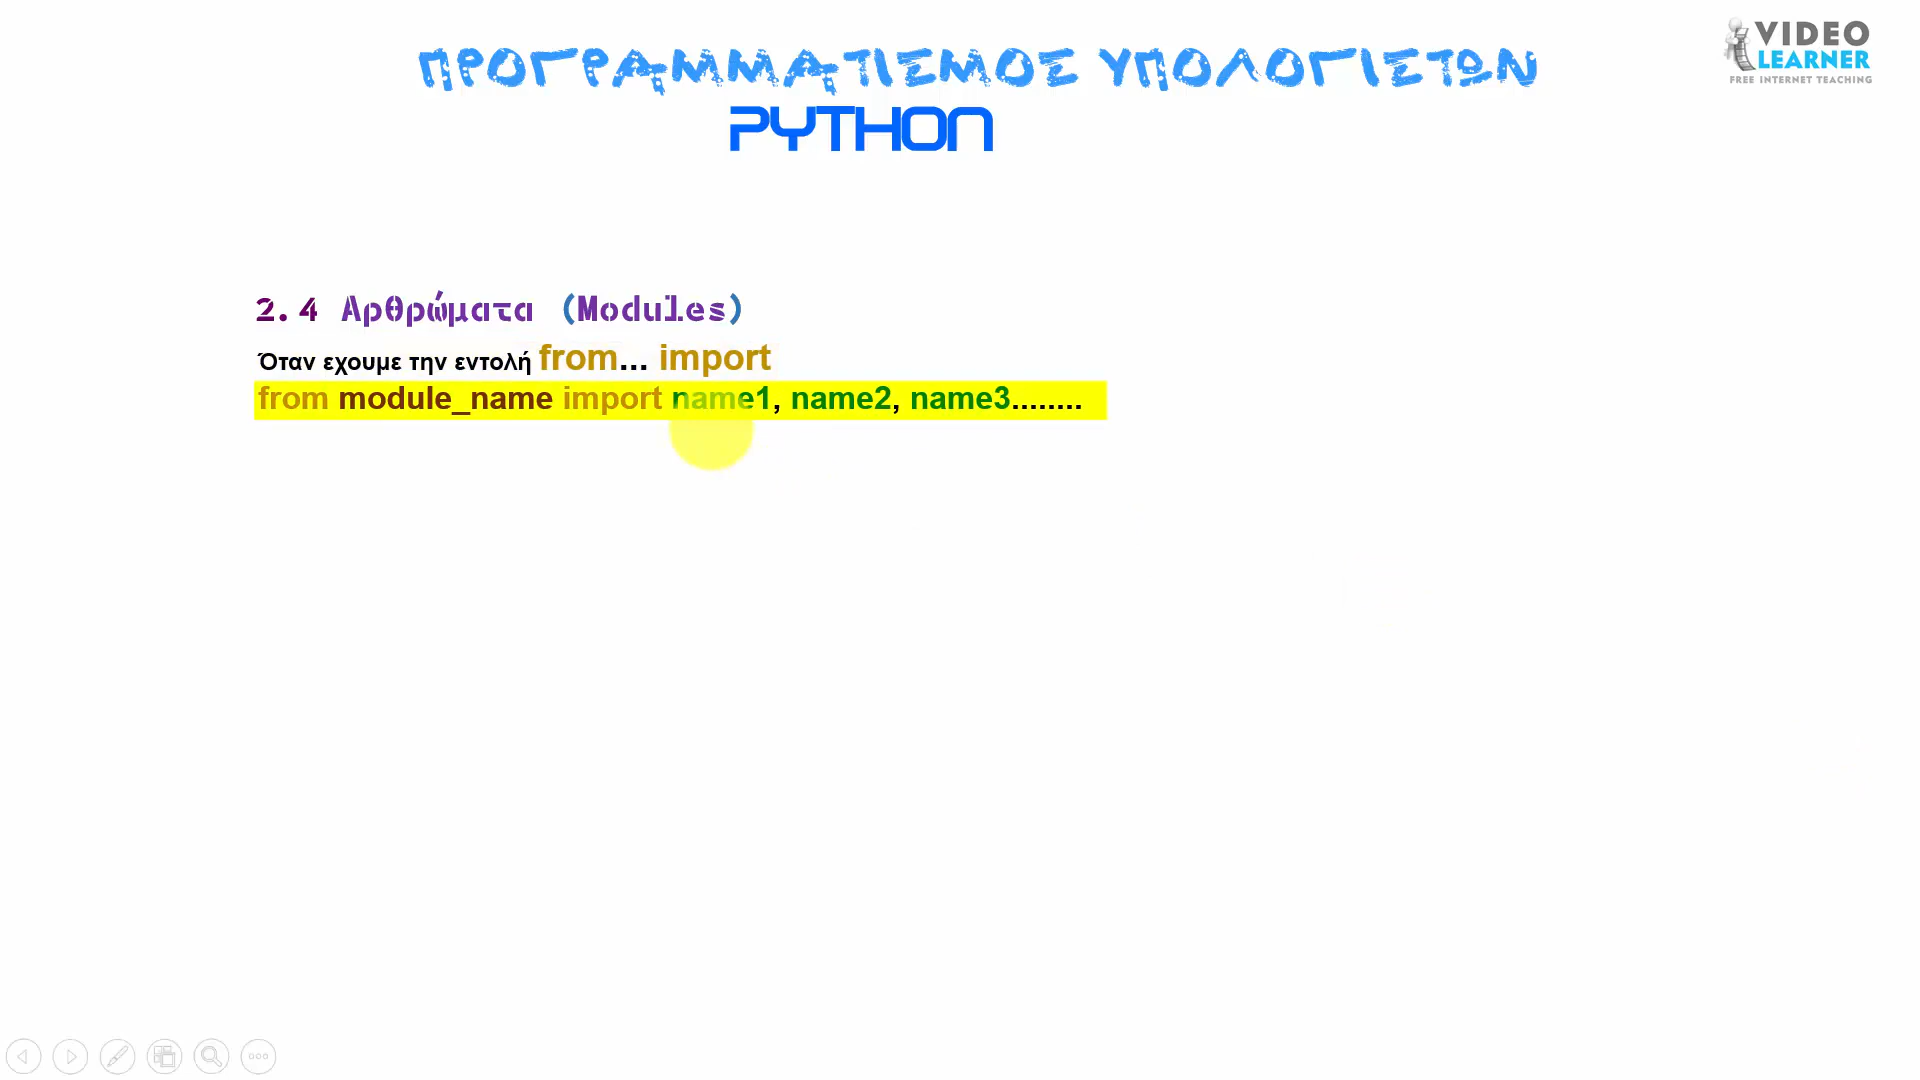 ΠΡΟΓΡΑΜΜΑΤΙΣΜΟΣ ΥΠΟΛΟΓΙΣΤΩΝ
PYTHON
VIDEO
LEARNER
FREE INTERNET TEACHING
2.4 Αρθρώματα (Modules)
Όταν εχουμε την εντολή from... import
from module_name import name1, name2, name3........